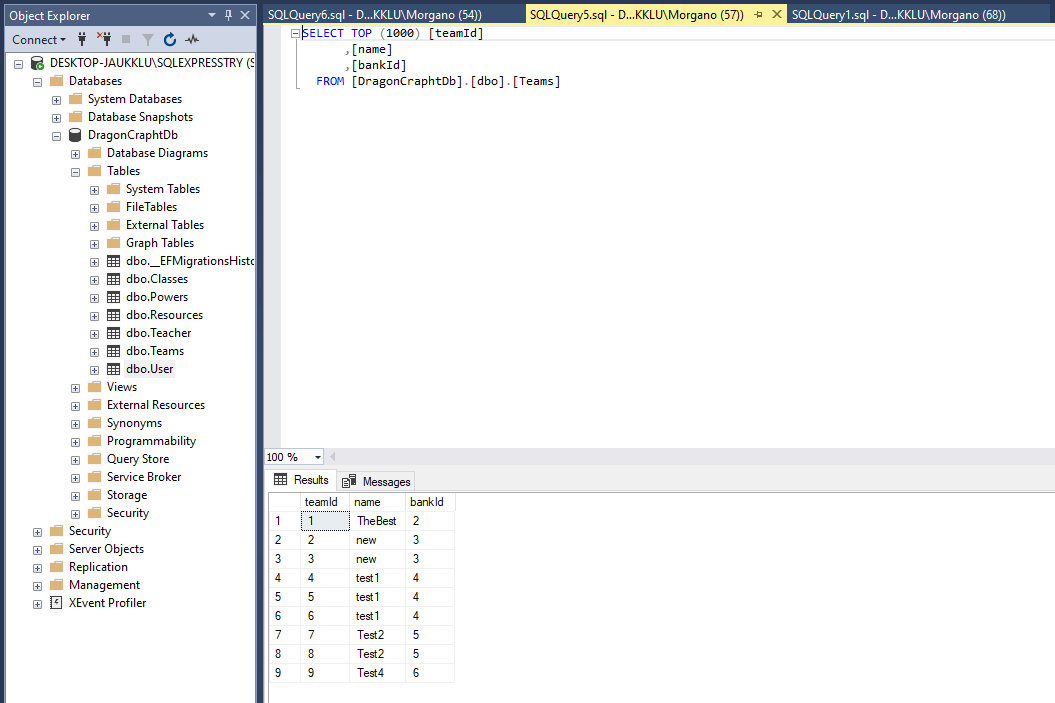 Object Explorer
Connect
DESKTOP-JAUKKLU\SQLEXPRESSTRY (S
Databases
System Databases
Database Snapshots
DragonCraphtDb
Database Diagrams
Tables
System Tables
FileTables
External Tables
Graph Tables
dbo.__EFMigrationsHisto
dbo.Classes
dbo.Powers
dbo.Resources
dbo.Teacher
dbo.Teams
dbo.User
Views
External Resources
Synonyms
Programmability
Query Store
Service Broker
Storage
Security
Security
Server Objects
Replication
Management
XEvent Profiler
SQLQuery6.sql - D...KKLU\Morgano (54))
SQLQuery5.sql - D...KKLU\Morgano (57))
SQLQuery1.sql - D...KKLU\Morgano (68))
SELECT TOP (1000) [teamId]
,[name]
,[bankId]
FROM [DragonCraphtDb].[dbo].[Teams]
100 %
Results Messages
teamId name bankId
1 1 TheBest 2
2 2 new 3
3 3 new 3
4 4 test1 4
5 5 test1 4
6 6 test1 4
7 7 Test2 5
8 8 Test2 5
9 9 Test4 6